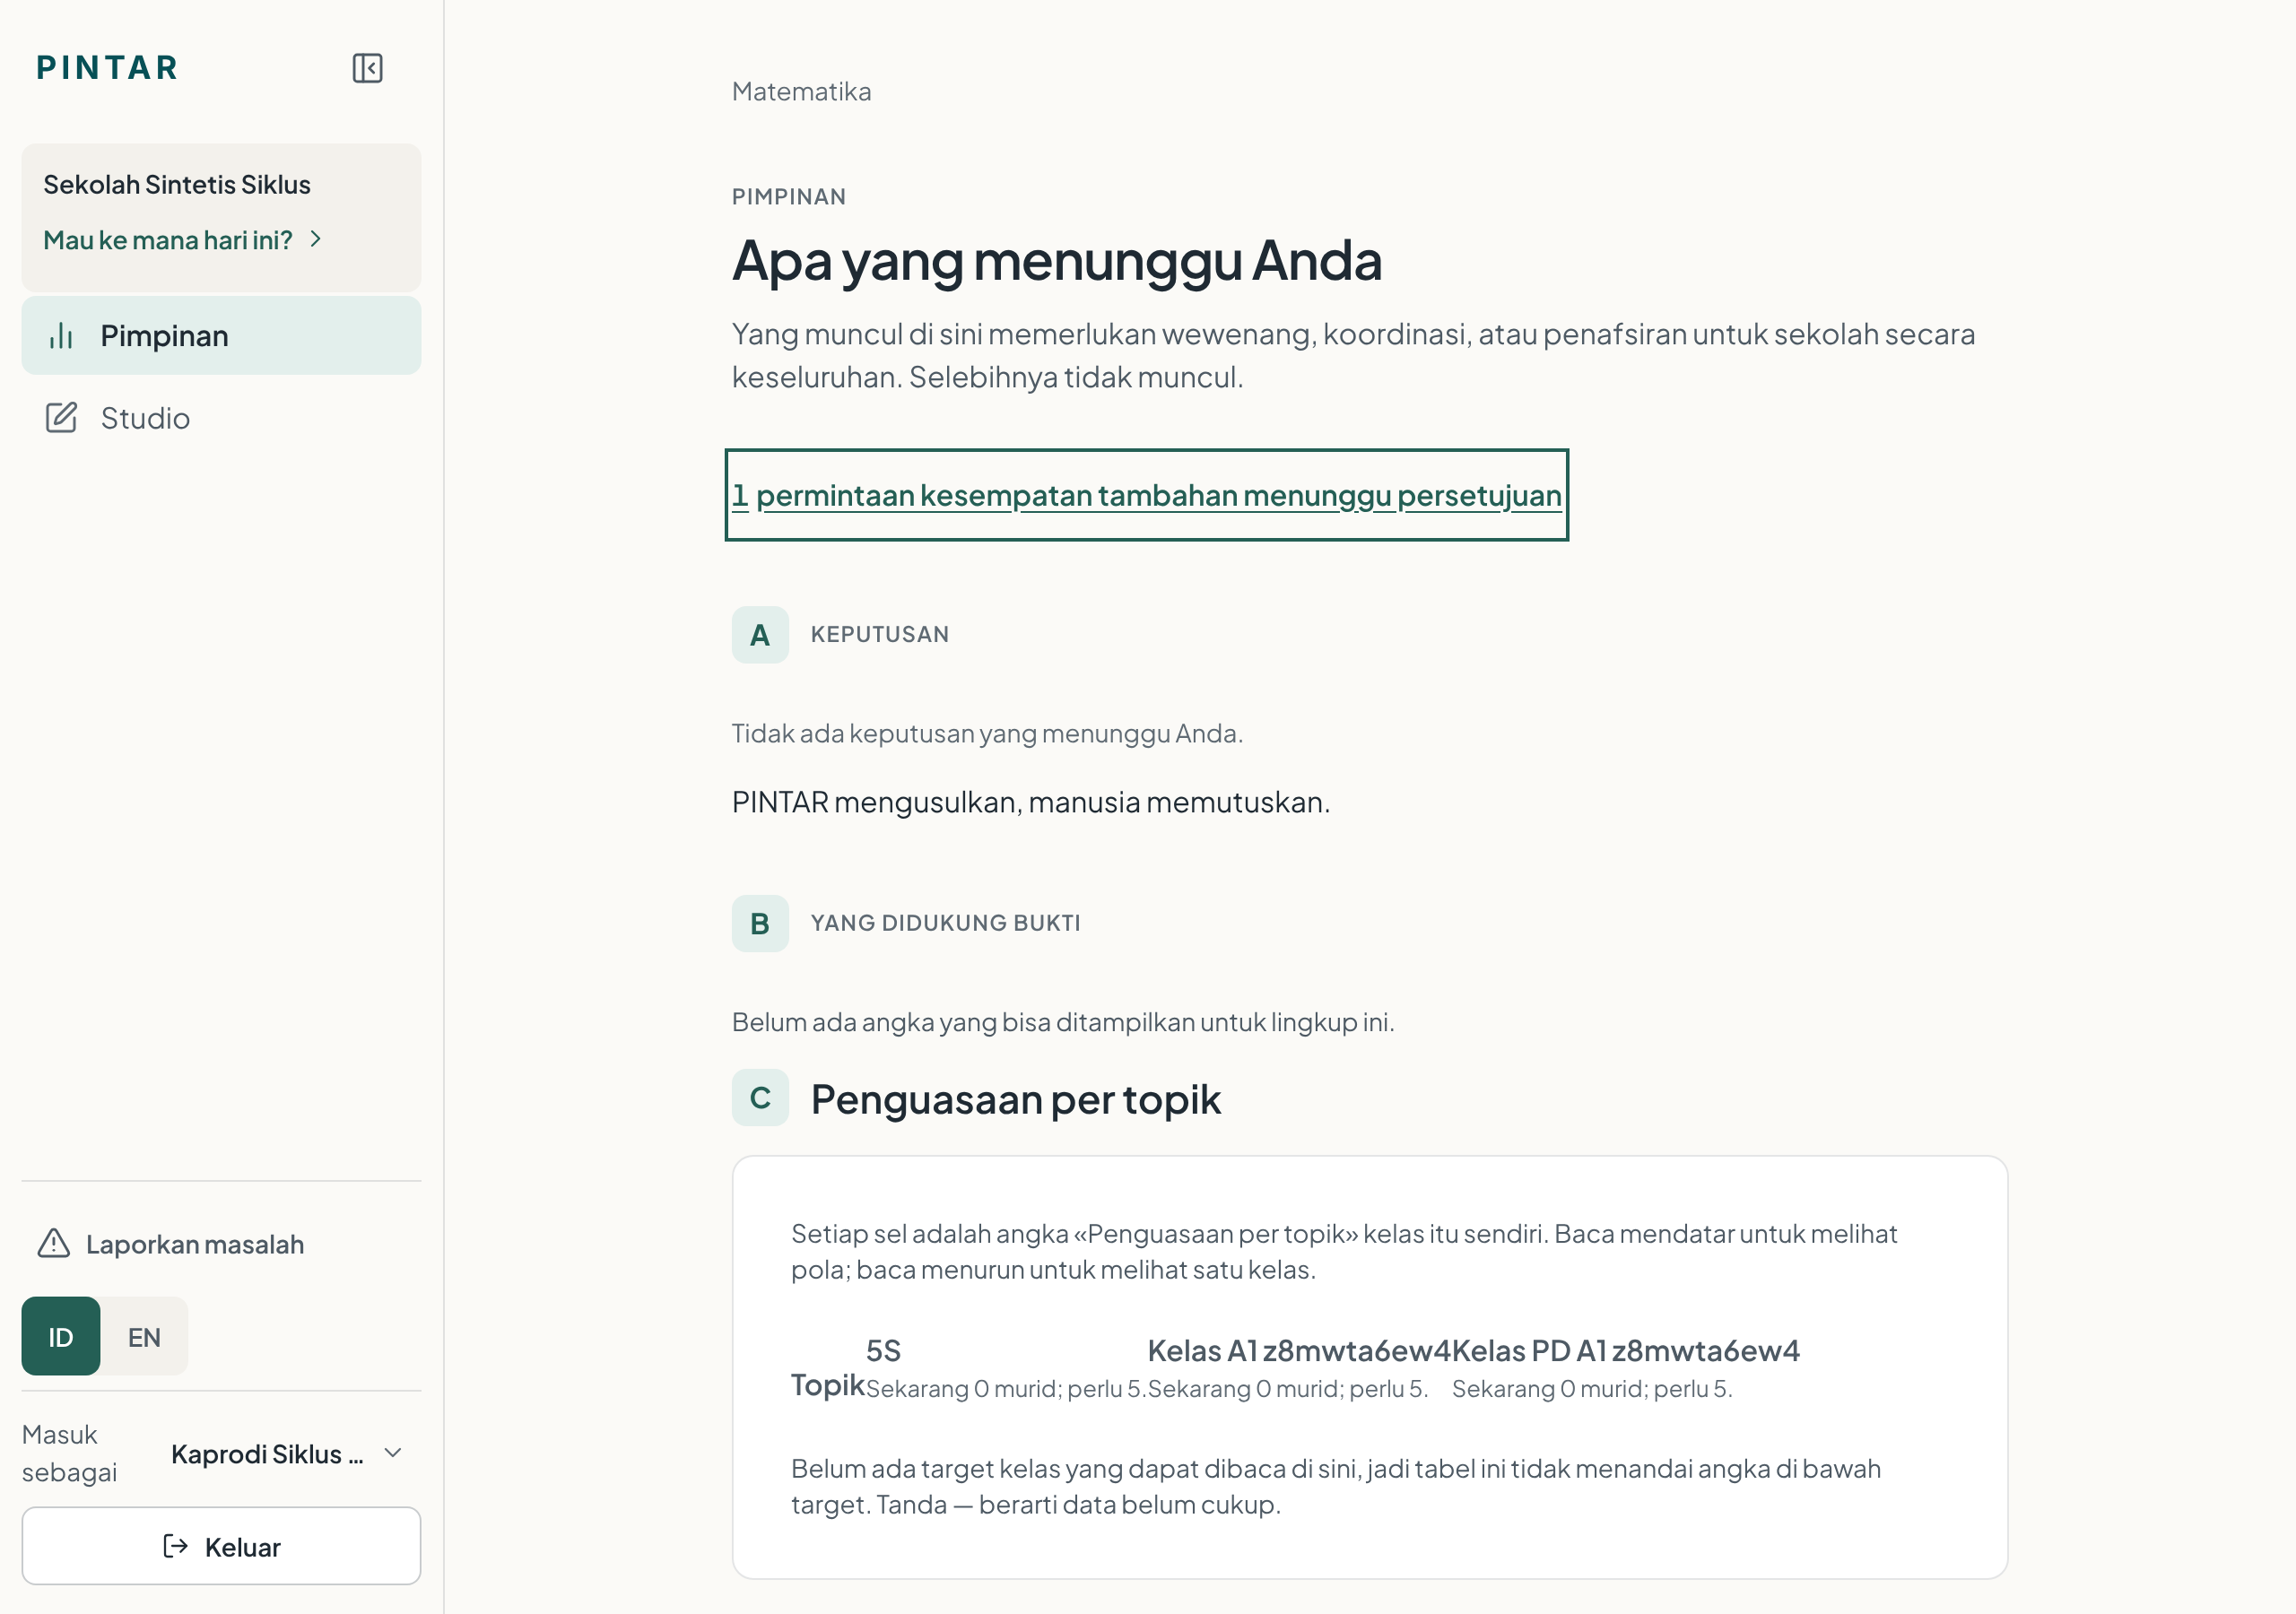 PINTAR
Sekolah Sintetis Siklus
Mau ke mana hari ini?
Pimpinan
Studio
Laporkan masalah
ID
EN
Masuk
sebagai
Kaprodi Siklus ...
Keluar
Matematika
PIMPINAN
Apa yang menunggu Anda
Yang muncul di sini memerlukan wewenang, koordinasi, atau penafsiran untuk sekolah secara
keseluruhan. Selebihnya tidak muncul.
1 permintaan kesempatan tambahan menunggu persetujuan
A KEPUTUSAN
Tidak ada keputusan yang menunggu Anda.
PINTAR mengusulkan, manusia memutuskan.
B YANG DIDUKUNG BUKTI
Belum ada angka yang bisa ditampilkan untuk lingkup ini.
C Penguasaan per topik
Setiap sel adalah angka «Penguasaan per topik» kelas itu sendiri. Baca mendatar untuk melihat
pola; baca menurun untuk melihat satu kelas.
Topik
5S
Sekarang 0 murid; perlu 5.
Kelas A1 z8mwta6ew4
Sekarang 0 murid; perlu 5.
Kelas PD A1 z8mwta6ew4
Sekarang 0 murid; perlu 5.
Belum ada target kelas yang dapat dibaca di sini, jadi tabel ini tidak menandai angka di bawah
target. Tanda — berarti data belum cukup.